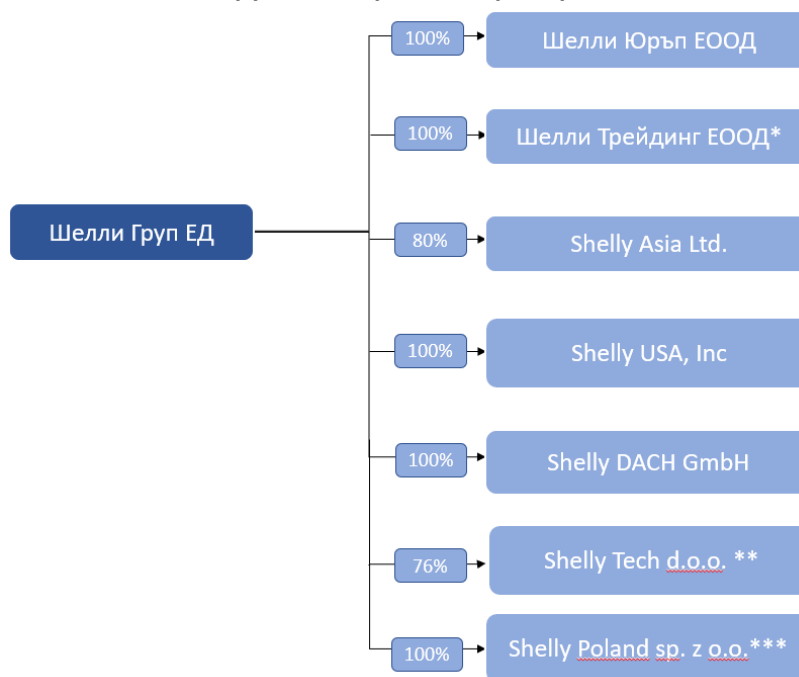 100%
Шелли Юръп ЕООД
100%
Шелли Трейдинг ЕООД*
Шелли Груп ЕД
80%
Shelly Asia Ltd.
100%
Shelly USA, Inc
100%
Shelly DACH GmbH
76%
Shelly Tech d.o.o. **
100%
Shelly Poland sp. z o.o.***